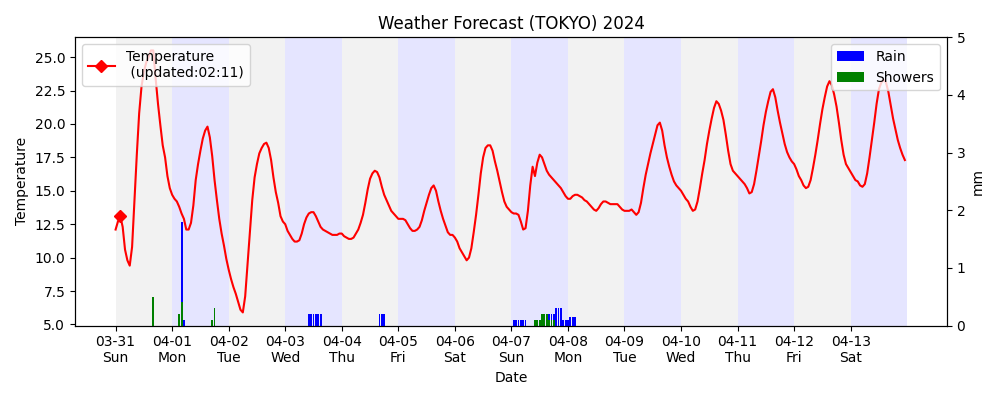 Weather Forecast (TOKYO) 2024
Temperature
(updated:02:11)
Rain
Showers
Temperature
25.0
22.5
20.0
17.5
15.0
12.5
10.0
7.5
5.0
5
4
3
2
1
0
mm
03-31 04-01 04-02 04-03 04-04 04-05 04-06 04-07 04-08 04-09 04-10 04-11 04-12 04-13
Sun Mon Tue Wed Thu Fri Sat Sun Mon Tue Wed Thu Fri Sat
Date